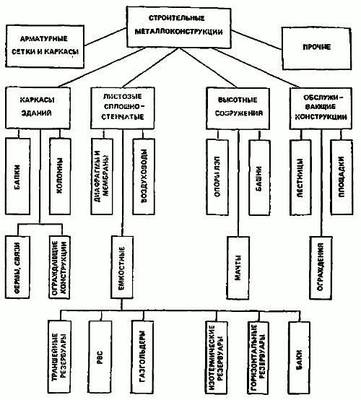 СТРОИТЕЛЬНЫЕ
МЕТАЛЛОКОНСТРУКЦИИ
АРМАТУРНЫЕ
СЕТКИ И КАРКАСЫ
ПРОЧИЕ
КАРКАСЫ
ЗДАНИЙ
ЛИСТОВЫЕ
СПЛОШНО-
СТЕНЧАТЫЕ
ВЫСОТНЫЕ
СООРУЖЕНИЯ
ОБСЛУЖИ-
ВАЮЩИЕ
КОНСТРУКЦИИ
БАЛКИ
КОЛОННЫ
ДИАФРАГМЫ И
МЕМБРАНЫ
ВОЗДУХОВОДЫ
ОПОРЫ ЛЭП
БАШНИ
ЛЕСТНИЦЫ
ПЛОЩАДКИ
ФЕРМЫ, СВЯЗИ
ОГРАЖДАЮЩИЕ
КОНСТРУКЦИИ
ЕМКОСТНЫЕ
МАЧТЫ
ОГРАЖДЕНИЯ
ТРАНШЕЙНЫЕ
РЕЗЕРВУАРЫ
РВС
ГАЗГОЛЬДЕРЫ
ИЗОТЕРМИЧЕСКИЕ
РЕЗЕРВУАРЫ
ГОРИЗОНТАЛЬНЫЕ
РЕЗЕРВУАРЫ
БАКИ